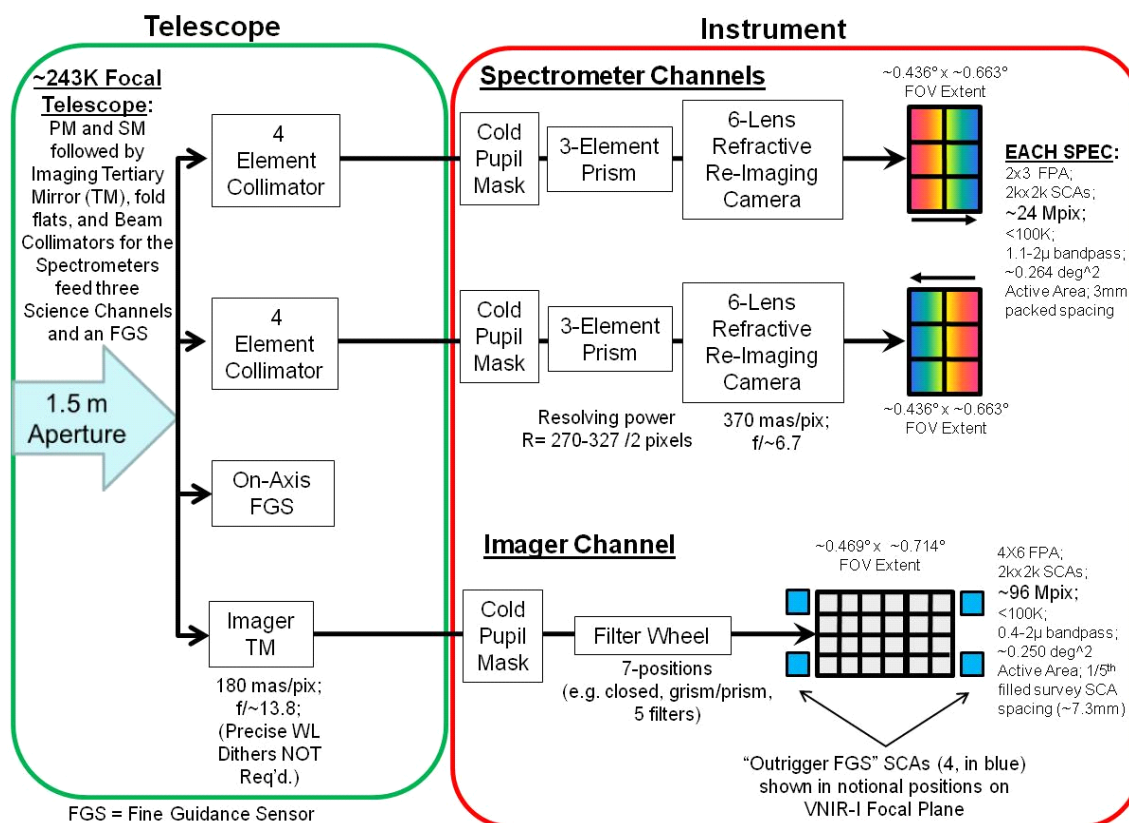 Telescope
Instrument
~243K Focal
Telescope:
PM and SM
followed by
Imaging Tertiary
Mirror (TM), fold
flats, and Beam
Collimators for the
Spectrometers
feed three
Science Channels
and an FGS
1.5 m
Aperture
4
Element
Collimator
4
Element
Collimator
On-Axis
FGS
Imager
TM
180 mas/pix;
f/~13.8;
(Precise WL
Dithers NOT
Req'd.)
FGS = Fine Guidance Sensor
Spectrometer Channels
Cold
Pupil
Mask
3-Element
Prism
6-Lens
Refractive
Re-Imaging
Camera
~0.436º x ~0.663º
FOV Extent
EACH SPEC:
2x3 FPA;
2kx2k SCAs;
~24 Mpix;
<100K;
1.1-2µ bandpass;
~0.264 deg^2
Active Area; 3mm
packed spacing
Cold
Pupil
Mask
3-Element
Prism
6-Lens
Refractive
Re-Imaging
Camera
~0.436º x ~0.663º
FOV Extent
Resolving power
R= 270-327 /2 pixels
370 mas/pix;
f/~6.7
Imager Channel
Cold
Pupil
Mask
Filter Wheel
7-positions
(e.g. closed, grism/prism,
5 filters)
~0.469º x ~0.714º
FOV Extent
4X6 FPA;
2kx2k SCAs;
~96 Mpix;
<100K;
0.4-2µ bandpass;
~0.250 deg^2
Active Area; 1/5th
filled survey SCA
spacing (~7.3mm)
"Outrigger FGS" SCAs (4, in blue)
shown in notional positions on
VNIR-I Focal Plane